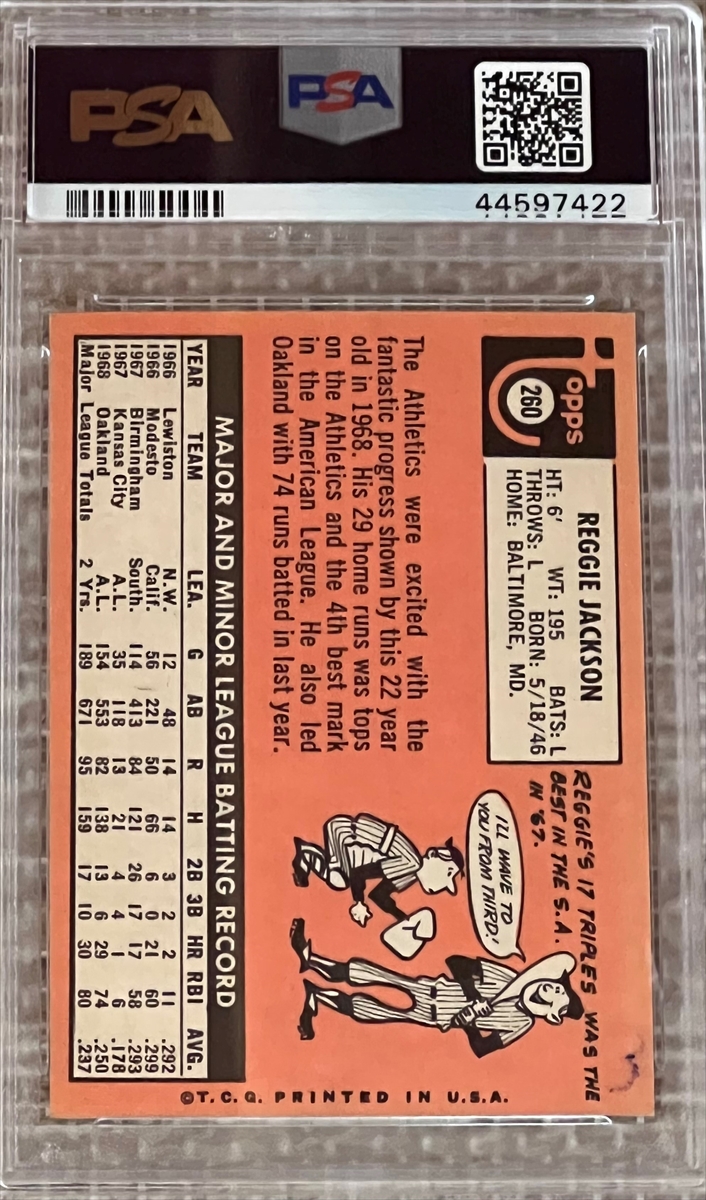 PSA
PSA
44597422
Topps
260
REGGIE JACKSON
HT: 6' WT: 195 BATS: L
THROWS: L BORN: 5/18/46
HOME: BALTIMORE, MD.
REGGIE'S 17 TRIPLES WAS THE
BEST IN THE S.A.
IN '67.
I'LL WAVE TO
YOU FROM THIRD!
The Athletics were excited with the
fantastic progress shown by this 22 year
old in 1968. His 29 home runs was tops
on the Athletics and the 4th best mark
in the American League. He also led
Oakland with 74 runs batted in last year.
MAJOR AND MINOR LEAGUE BATTING RECORD
YEAR TEAM LEA. G AB R H 2B 3B HR RBI AVG.
1966 Lewiston N.W. 12 48 14 14 3 2 2 11 .292
1966 Modesto Calif. 56 221 50 66 6 0 21 60 .299
1967 Birmingham South. 114 413 84 121 26 17 17 58 .293
1967 Kansas City A.L. 35 118 13 21 4 4 1 6 .178
1968 Oakland A.L. 154 553 82 138 13 6 29 74 .250
Major League Totals 2 Yrs. 189 671 95 159 17 10 30 80 .237
©T.C.G. PRINTED IN U.S.A.